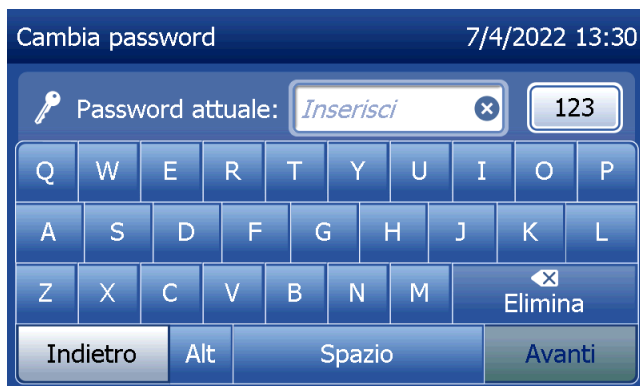 Cambia password 7/4/2022 13:30
Password attuale: Inserisci 123
Q W E R T Y U I O P
A S D F G H J K L
Z X C V B N M Elimina
Indietro Alt Spazio Avanti